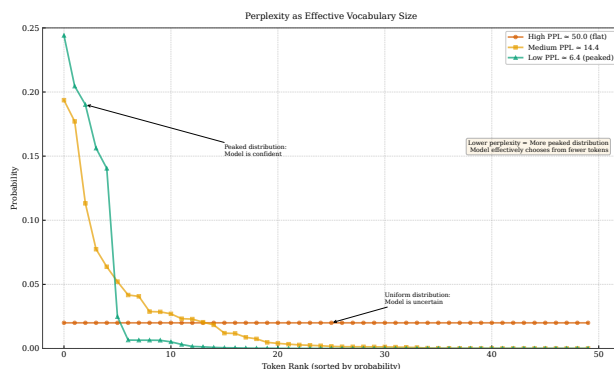 Perplexity as Effective Vocabulary Size
High PPL = 50.0 (flat)
Medium PPL = 14.4
Low PPL = 6.4 (peaked)
0.25
0.20
0.15
0.10
0.05
0.00
Probability
Peaked distribution:
Model is confident
Lower perplexity = More peaked distribution
Model effectively chooses from fewer tokens
Uniform distribution:
Model is uncertain
0
10
20
30
40
50
Token Rank (sorted by probability)